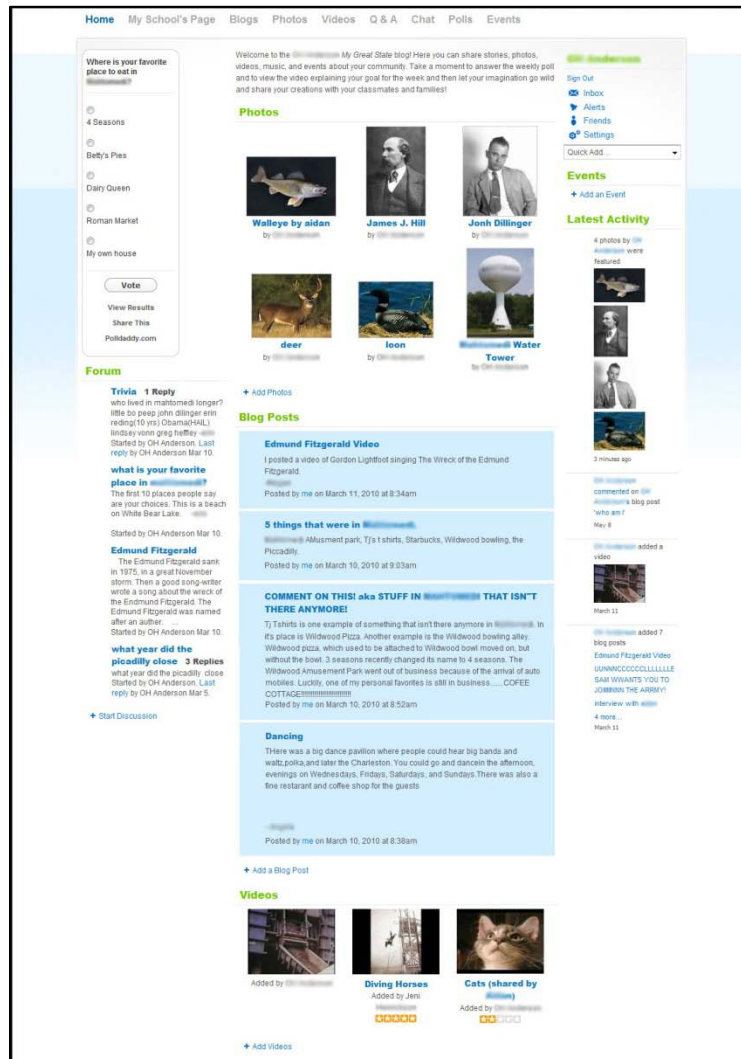 Home My School's Page Blogs Photos Videos Q & A Chat Polls Events
Where is your favorite
place to eat in
4 Seasons
Betty's Pies
Dairy Queen
Roman Market
My own house
Vote
View Results
Share This
Polldaddy.com
Forum
Trivia 1 Reply
who lived in mahtomedi longer?
little bo peep john dilinger erin
reding(10 yrs) Obama(HAIL)
lindsey vonn greg heffley
Started by OH Anderson. Last
reply by OH Anderson Mar 10.
what is your favorite
place in
The first 10 places people say
are your choices. This is a beach
on White Bear Lake.
Started by OH Anderson Mar 10.
Edmund Fitzgerald
The Edmund Fitzgerald sank
in 1975, in a great November
storm. Then a good song-writer
wrote a song about the wreck of
the Endmund Fitzgerald. The
Edmund Fitzgerald was named
after an auther. ...
Started by OH Anderson Mar 10.
what year did the
picadilly close 3 Replies
what year did the picadily close
Started by OH Anderson. Last
reply by OH Anderson Mar 5.
+ Start Discussion
Welcome to the My Great State blog! Here you can share stories, photos,
videos, music, and events about your community. Take a moment to answer the weekly poll
and to view the video explaining your goal for the week and then let your imagination go wild
and share your creations with your classmates and families!
Photos
Walleye by aidan
by
James J. Hill
by
Jonh Dillinger
by
deer
by
loon
by
Water
Tower
by
+ Add Photos
Blog Posts
Edmund Fitzgerald Video
I posted a video of Gordon Lightfoot singing The Wreck of the Edmund
Fitzgerald.
Posted by me on March 11, 2010 at 8:34am
5 things that were in
AMusment park, Tj's t shirts, Starbucks, Wildwood bowling, the
Piccadilly.
Posted by me on March 10, 2010 at 9:03am
COMMENT ON THIS! aka STUFF IN THAT ISN"T
THERE ANYMORE!
Tj Tshirts is one example of something that isn't there anymore in . In
it's place is Wildwood Pizza. Another example is the Wildwood bowling alley.
Wildwood pizza, which used to be attached to Wildwood bowl moved on, but
without the bowl. 3 seasons recently changed its name to 4 seasons. The
Wildwood Amusement Park went out of business because of the arrival of auto
mobiles. Luckily, one of my personal favorites is still in business......COFEE
COTTAGE!!!!!!!!!!!!!!!!!!!!!!!!!!!
Posted by me on March 10, 2010 at 8:52am
Dancing
THere was a big dance pavilion where people could hear big bands and
waltz,polka,and later the Charleston. You could go and dancein the afternoon,
evenings on Wednesdays, Fridays, Saturdays, and Sundays.There was also a
fine restarant and coffee shop for the guests
Posted by me on March 10, 2010 at 8:38am
+ Add a Blog Post
Videos
Added by
Diving Horses
Added by Jeni
Cats (shared by
)
Added by
+ Add Videos
Sign Out
Inbox
Alerts
Friends
Settings
Quick Add...
Events
+ Add an Event
Latest Activity
4 photos by
were
featured
3 minutes ago
commented on
's blog post
'who am I'
May 8
added a
video
March 11
added 7
blog posts
Edmund Fitzgerald Video
UUNNNCCCCCCLLLLLLLE
SAM WWANTS YOU TO
JOIIIINNN THE ARRMY!
interview with
4 more...
March 11